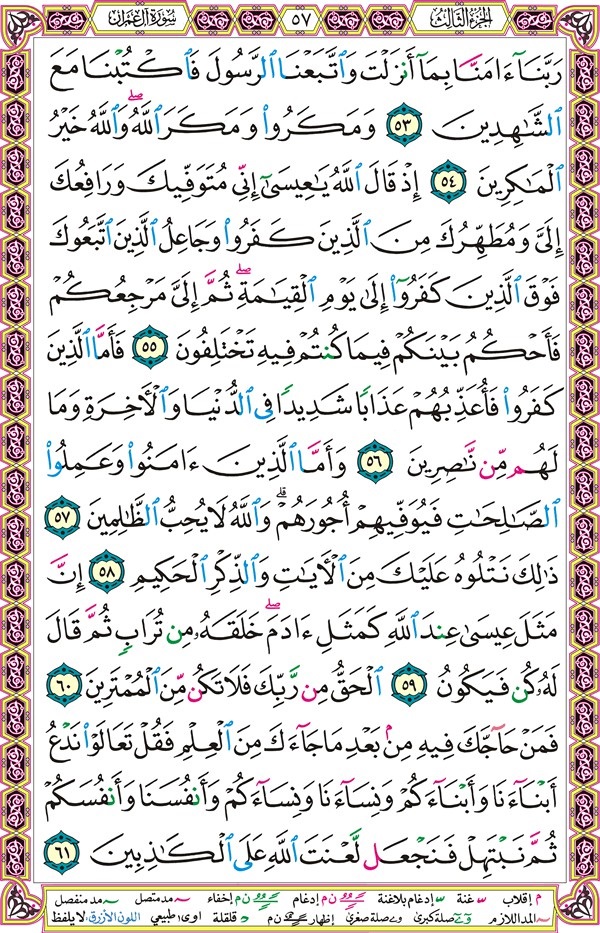 الجزء الثالث
٥٧
سورة آل عمران
رَبَّنَآ ءَامَنَّا بِمَآ أَنزَلْتَ وَٱتَّبَعْنَا ٱلرَّسُولَ فَٱكْتُبْنَا مَعَ
ٱلشَّٰهِدِينَ ٥٣ وَمَكَرُوا۟ وَمَكَرَ ٱللَّهُ ۖ وَٱللَّهُ خَيْرُ
ٱلْمَٰكِرِينَ ٥٤ إِذْ قَالَ ٱللَّهُ يَٰعِيسَىٰٓ إِنِّى مُتَوَفِّيكَ وَرَافِعُكَ
إِلَىَّ وَمُطَهِّرُكَ مِنَ ٱلَّذِينَ كَفَرُوا۟ وَجَاعِلُ ٱلَّذِينَ ٱتَّبَعُوكَ
فَوْقَ ٱلَّذِينَ كَفَرُوٓا۟ إِلَىٰ يَوْمِ ٱلْقِيَٰمَةِ ۖ ثُمَّ إِلَىَّ مَرْجِعُكُمْ
فَأَحْكُمُ بَيْنَكُمْ فِيمَا كُنتُمْ فِيهِ تَخْتَلِفُونَ ٥٥ فَأَمَّا ٱلَّذِينَ
كَفَرُوا۟ فَأُعَذِّبُهُمْ عَذَابًا شَدِيدًا فِى ٱلدُّنْيَا وَٱلْءَاخِرَةِ وَمَا
لَهُم مِّن نَّٰصِرِينَ ٥٦ وَأَمَّا ٱلَّذِينَ ءَامَنُوا۟ وَعَمِلُوا۟
ٱلصَّٰلِحَٰتِ فَيُوَفِّيهِمْ أُجُورَهُمْ ۗ وَٱللَّهُ لَا يُحِبُّ ٱلظَّٰلِمِينَ ٥٧
ذَٰلِكَ نَتْلُوهُ عَلَيْكَ مِنَ ٱلْءَايَٰتِ وَٱلذِّكْرِ ٱلْحَكِيمِ ٥٨ إِنَّ
مَثَلَ عِيسَىٰ عِندَ ٱللَّهِ كَمَثَلِ ءَادَمَ ۖ خَلَقَهُۥ مِن تُرَابٍ ثُمَّ قَالَ
لَهُۥ كُن فَيَكُونُ ٥٩ ٱلْحَقُّ مِن رَّبِّكَ فَلَا تَكُن مِّنَ ٱلْمُمْتَرِينَ ٦٠
فَمَنْ حَآجَّكَ فِيهِ مِنۢ بَعْدِ مَا جَآءَكَ مِنَ ٱلْعِلْمِ فَقُلْ تَعَالَوْا۟ نَدْعُ
أَبْنَآءَنَا وَأَبْنَآءَكُمْ وَنِسَآءَنَا وَنِسَآءَكُمْ وَأَنفُسَنَا وَأَنفُسَكُمْ
ثُمَّ نَبْتَهِلْ فَنَجْعَل لَّعْنَتَ ٱللَّهِ عَلَى ٱلْكَٰذِبِينَ ٦١
م إقلاب غنة إدغام بلاغنة ن م إدغام ن إخفاء مد متصل مد منفصل
المد اللازم صلة كبرى صلة صغرى إظهار ن م قلقلة اوى طبيعي اللون الأزرق: لا يلفظ